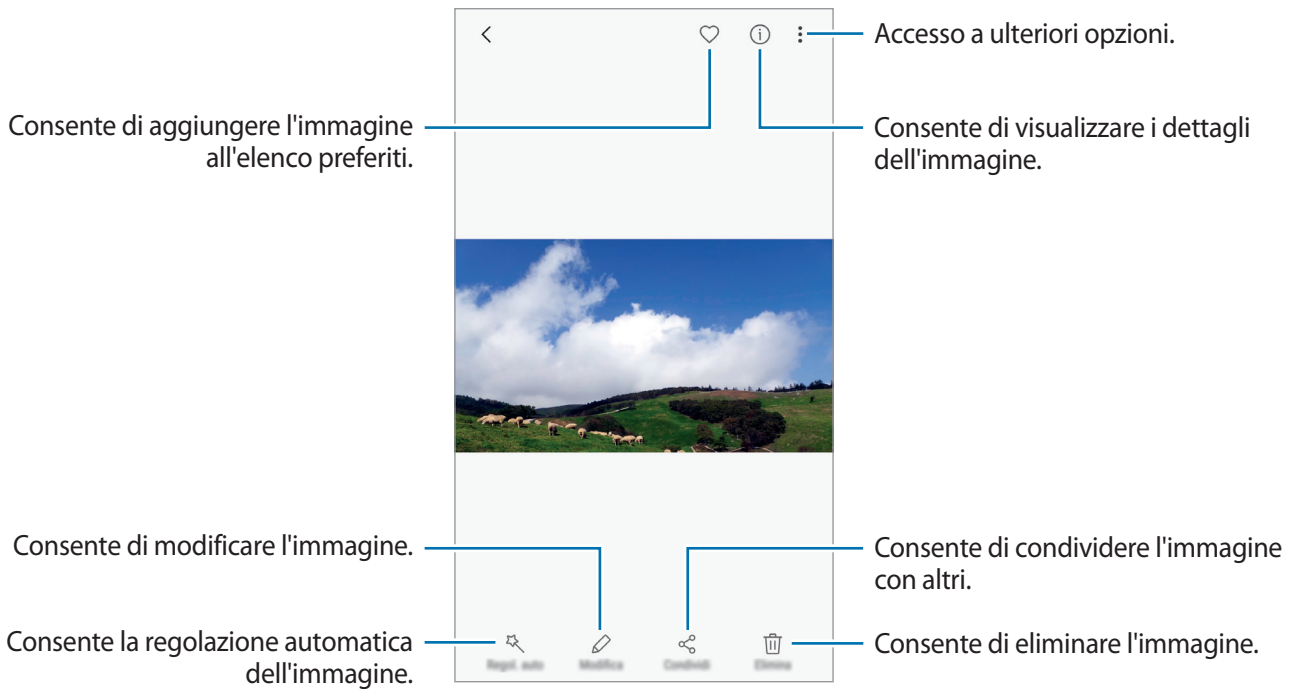 Accesso a ulteriori opzioni.
Consente di aggiungere l'immagine
all'elenco preferiti.
Consente di visualizzare i dettagli
dell'immagine.
Consente di modificare l'immagine.
Consente di condividere l'immagine
con altri.
Consente la regolazione automatica
dell'immagine.
Consente di eliminare l'immagine.
Regol. auto
Modifica
Condividi
Elimina